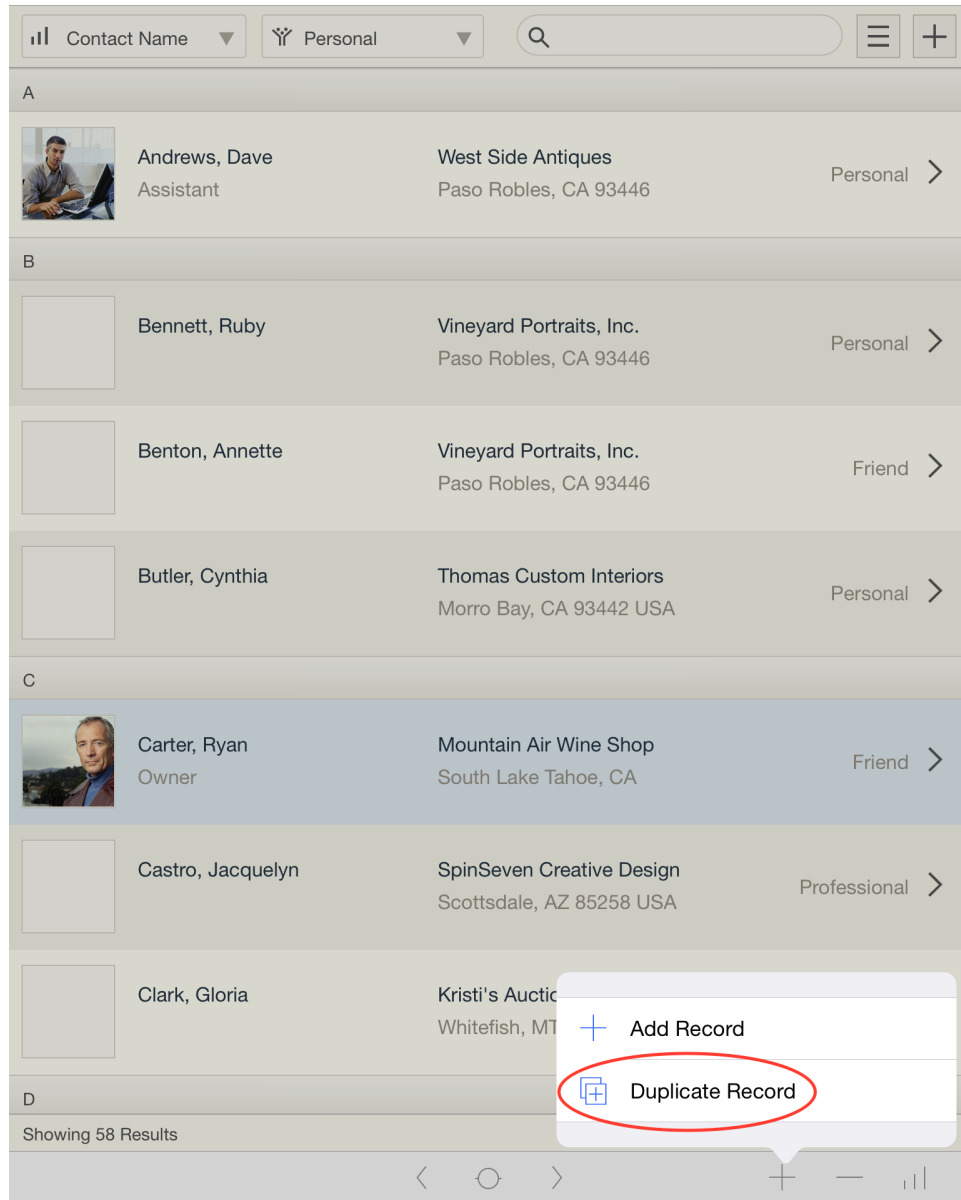 Contact Name
Personal
A
Andrews, Dave
West Side Antiques
Assistant
Paso Robles, CA 93446
Personal
B
Bennett, Ruby
Vineyard Portraits, Inc.
Paso Robles, CA 93446
Personal
Benton, Annette
Vineyard Portraits, Inc.
Paso Robles, CA 93446
Friend
Butler, Cynthia
Thomas Custom Interiors
Morro Bay, CA 93442 USA
Personal
C
Carter, Ryan
Mountain Air Wine Shop
Owner
South Lake Tahoe, CA
Friend
Castro, Jacquelyn
SpinSeven Creative Design
Scottsdale, AZ 85258 USA
Professional
Clark, Gloria
Kristi's Auctio
Whitefish, MT
Add Record
Duplicate Record
D
Showing 58 Results